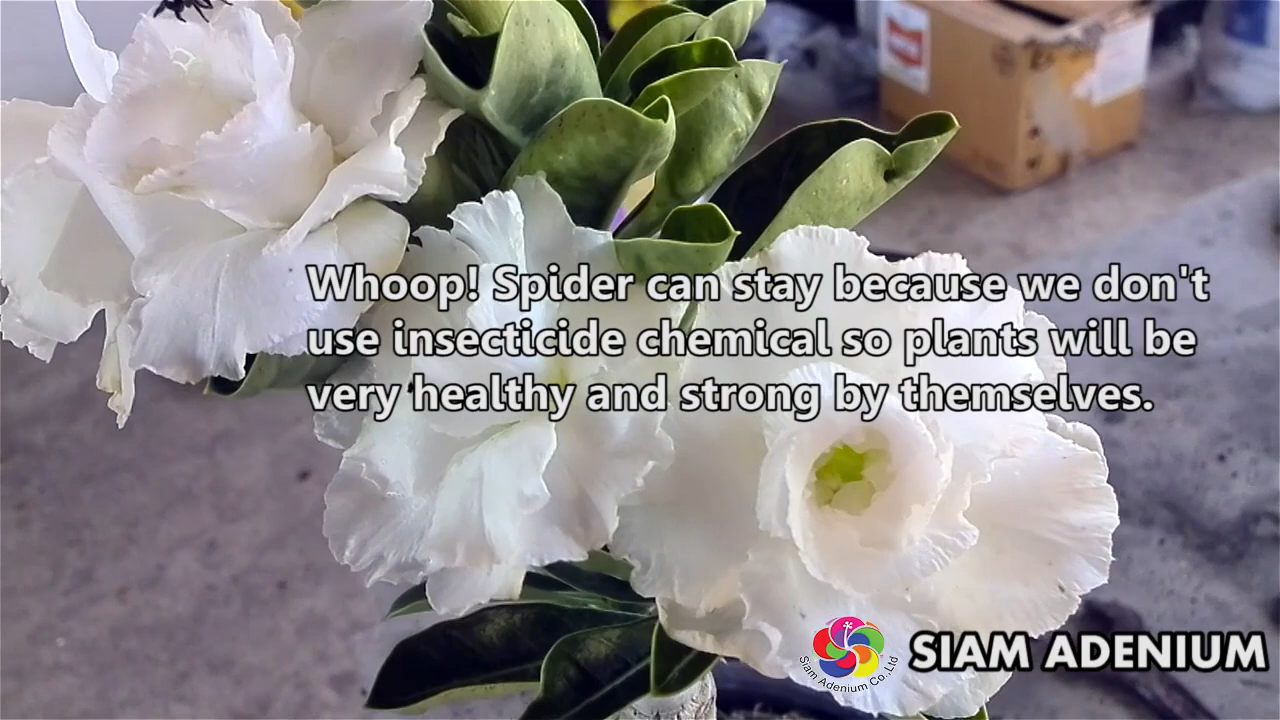 Whoop! Spider can stay because we don't
use insecticide chemical so plants will be
very healthy and strong by themselves.
Siam Adenium Co.,Ltd
SIAM ADENIUM